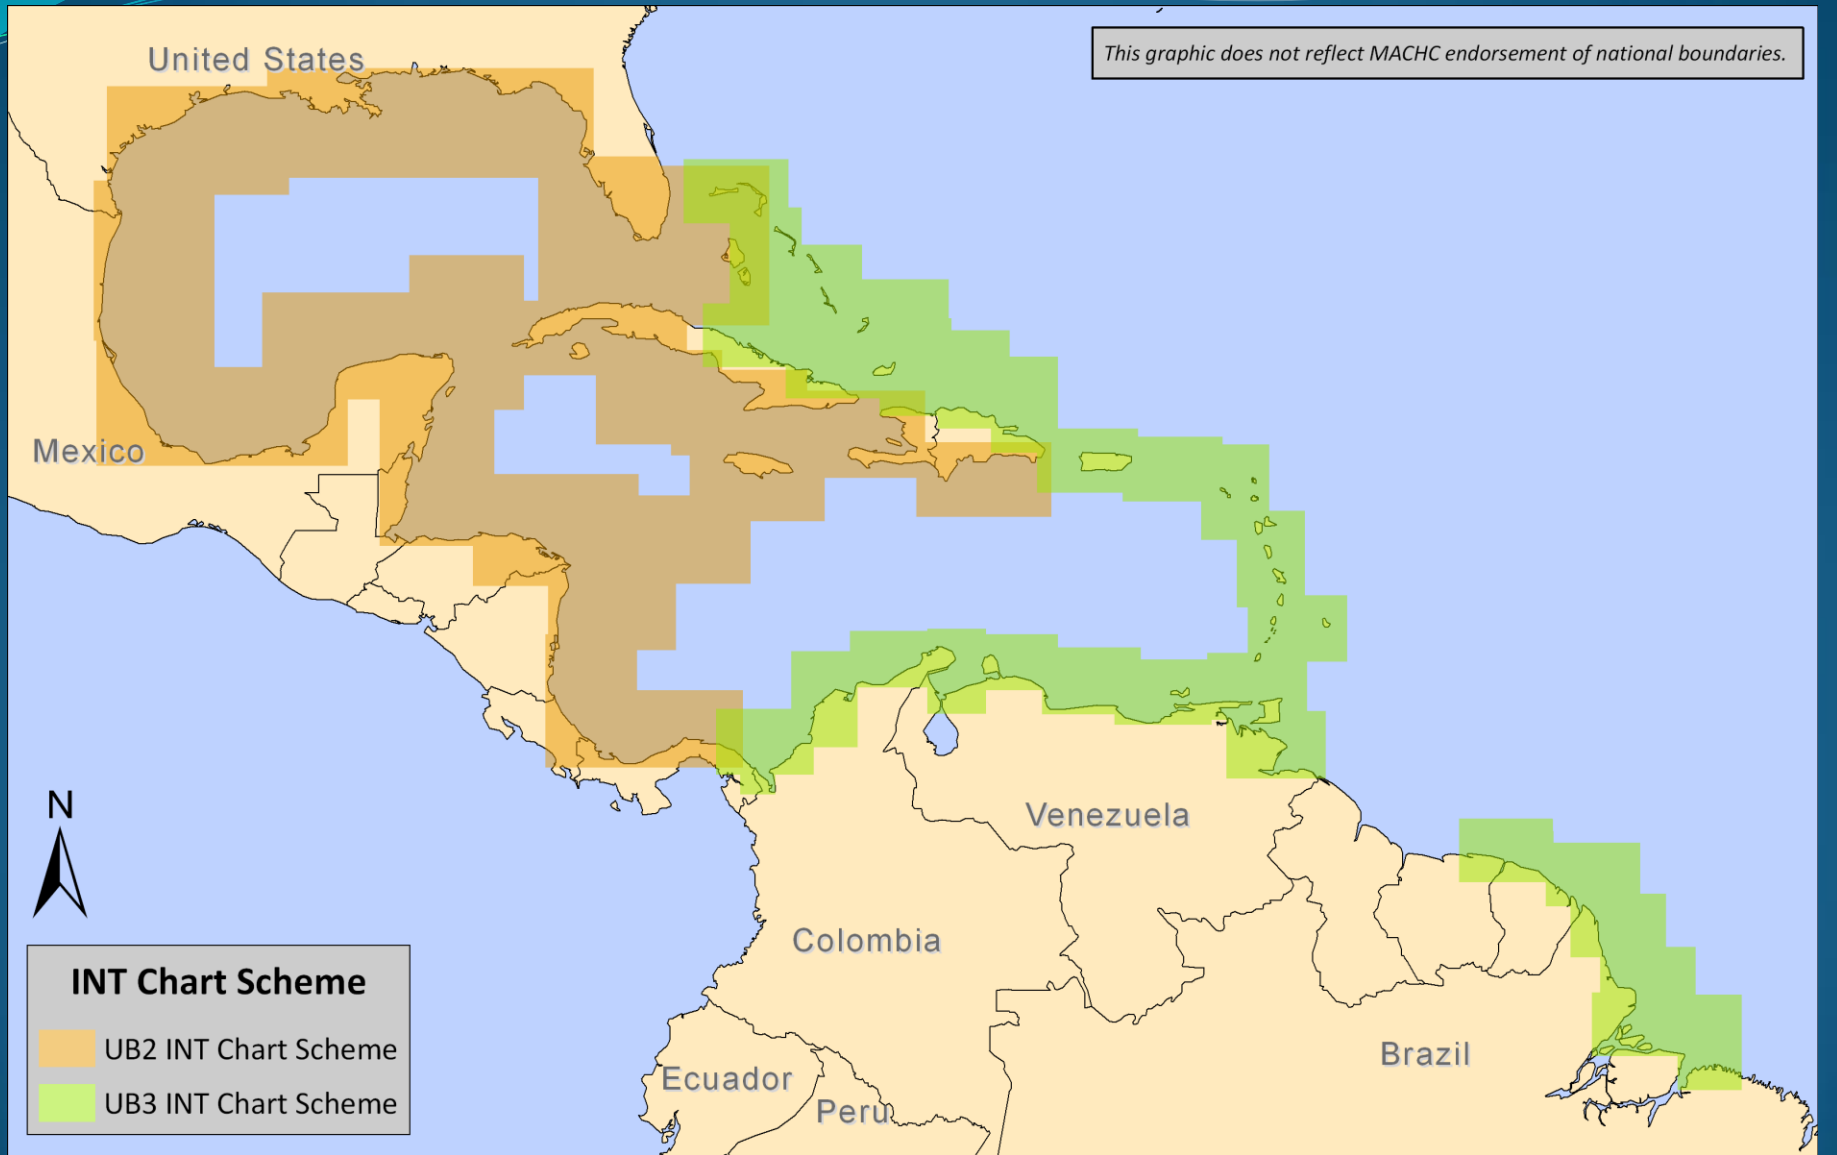 This graphic does not reflect MACHC endorsement of national boundaries.
United States
Mexico
N
Venezuela
Colombia
Brazil
Ecuador
Peru
INT Chart Scheme
UB2 INT Chart Scheme
UB3 INT Chart Scheme